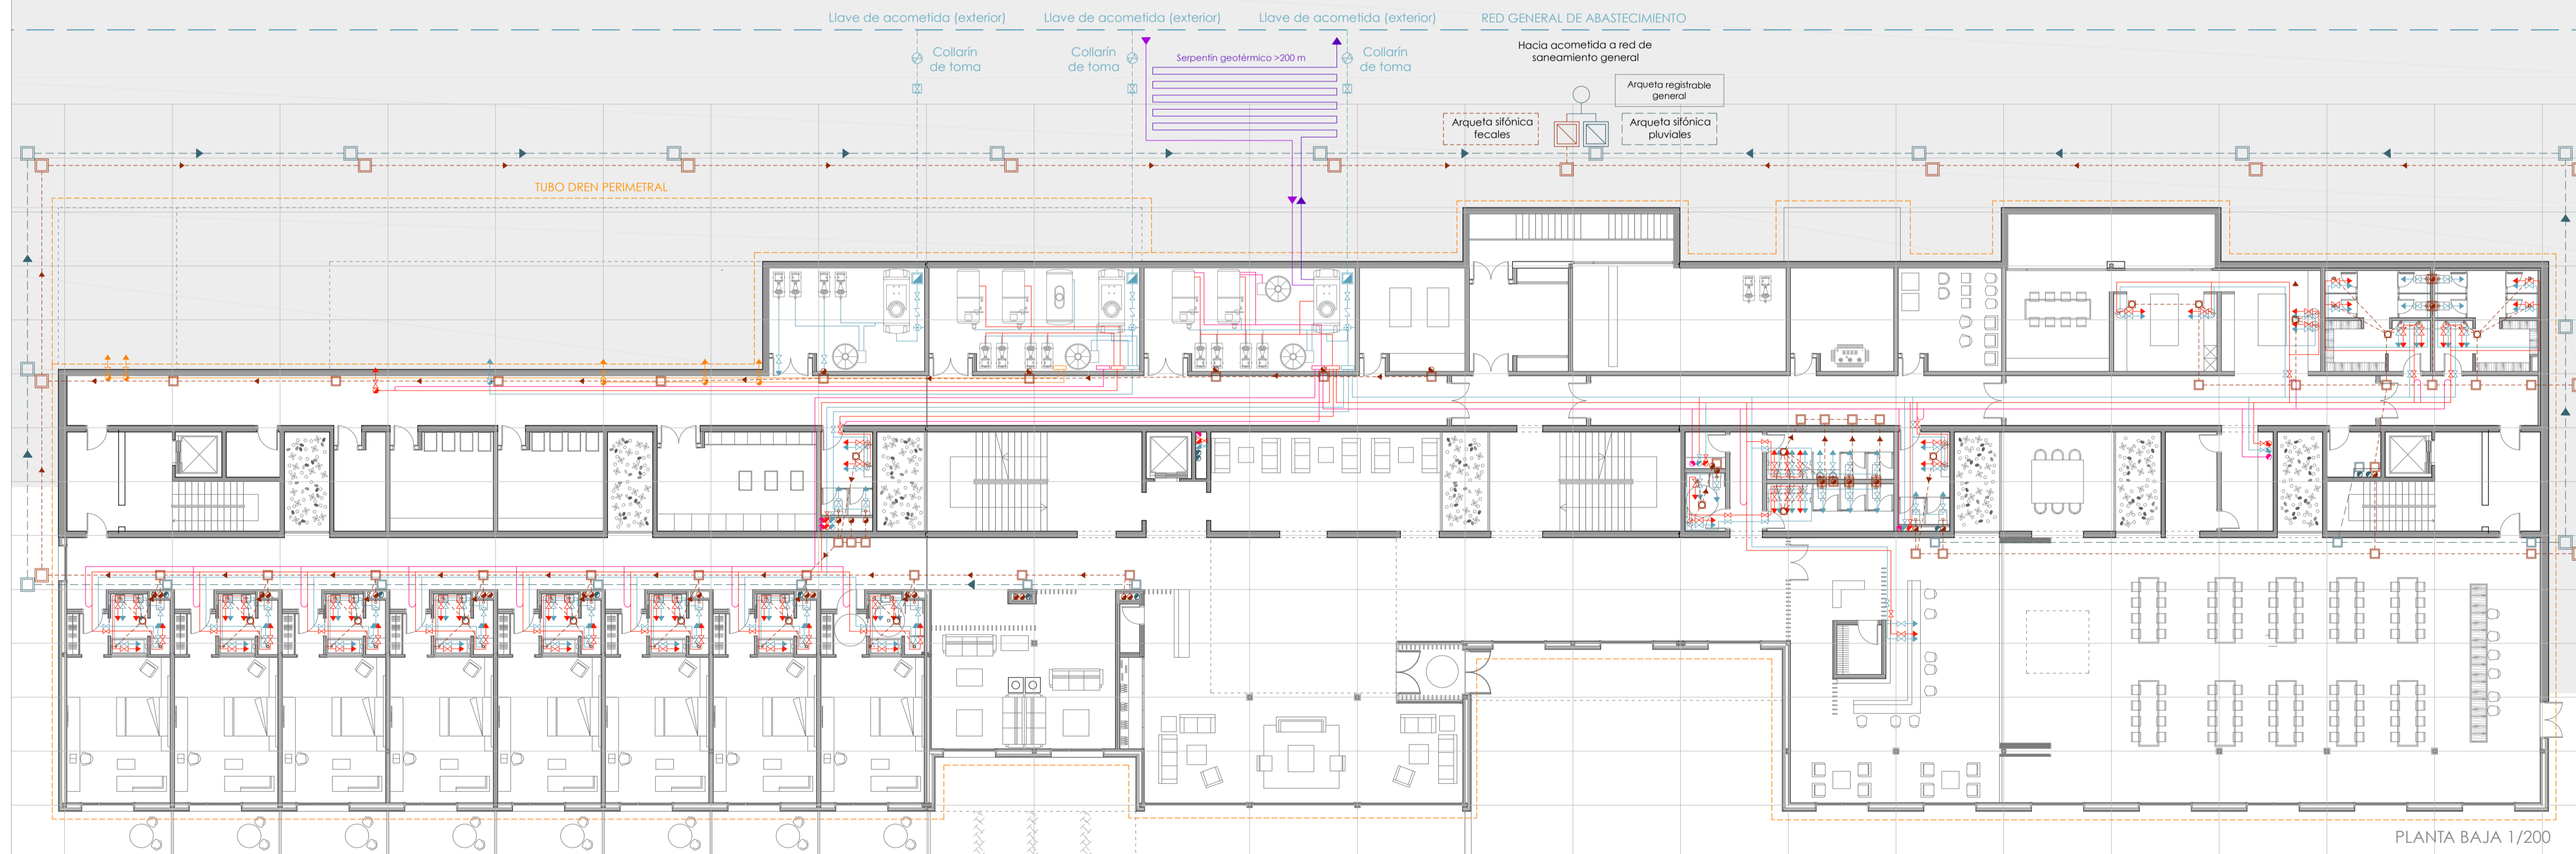 Llave de acometida (exterior)
Llave de acometida (exterior)
Llave de acometida (exterior)
RED GENERAL DE ABASTECIMIENTO
Collarín
de toma
Collarín
de toma
Serpentín geotérmico >200 m
Collarín
de toma
Hacia acometida a red de
saneamiento general
Arqueta registrable
general
Arqueta sifónica
fecales
Arqueta sifónica
pluviales
TUBO DREN PERIMETRAL
PLANTA BAJA 1/200